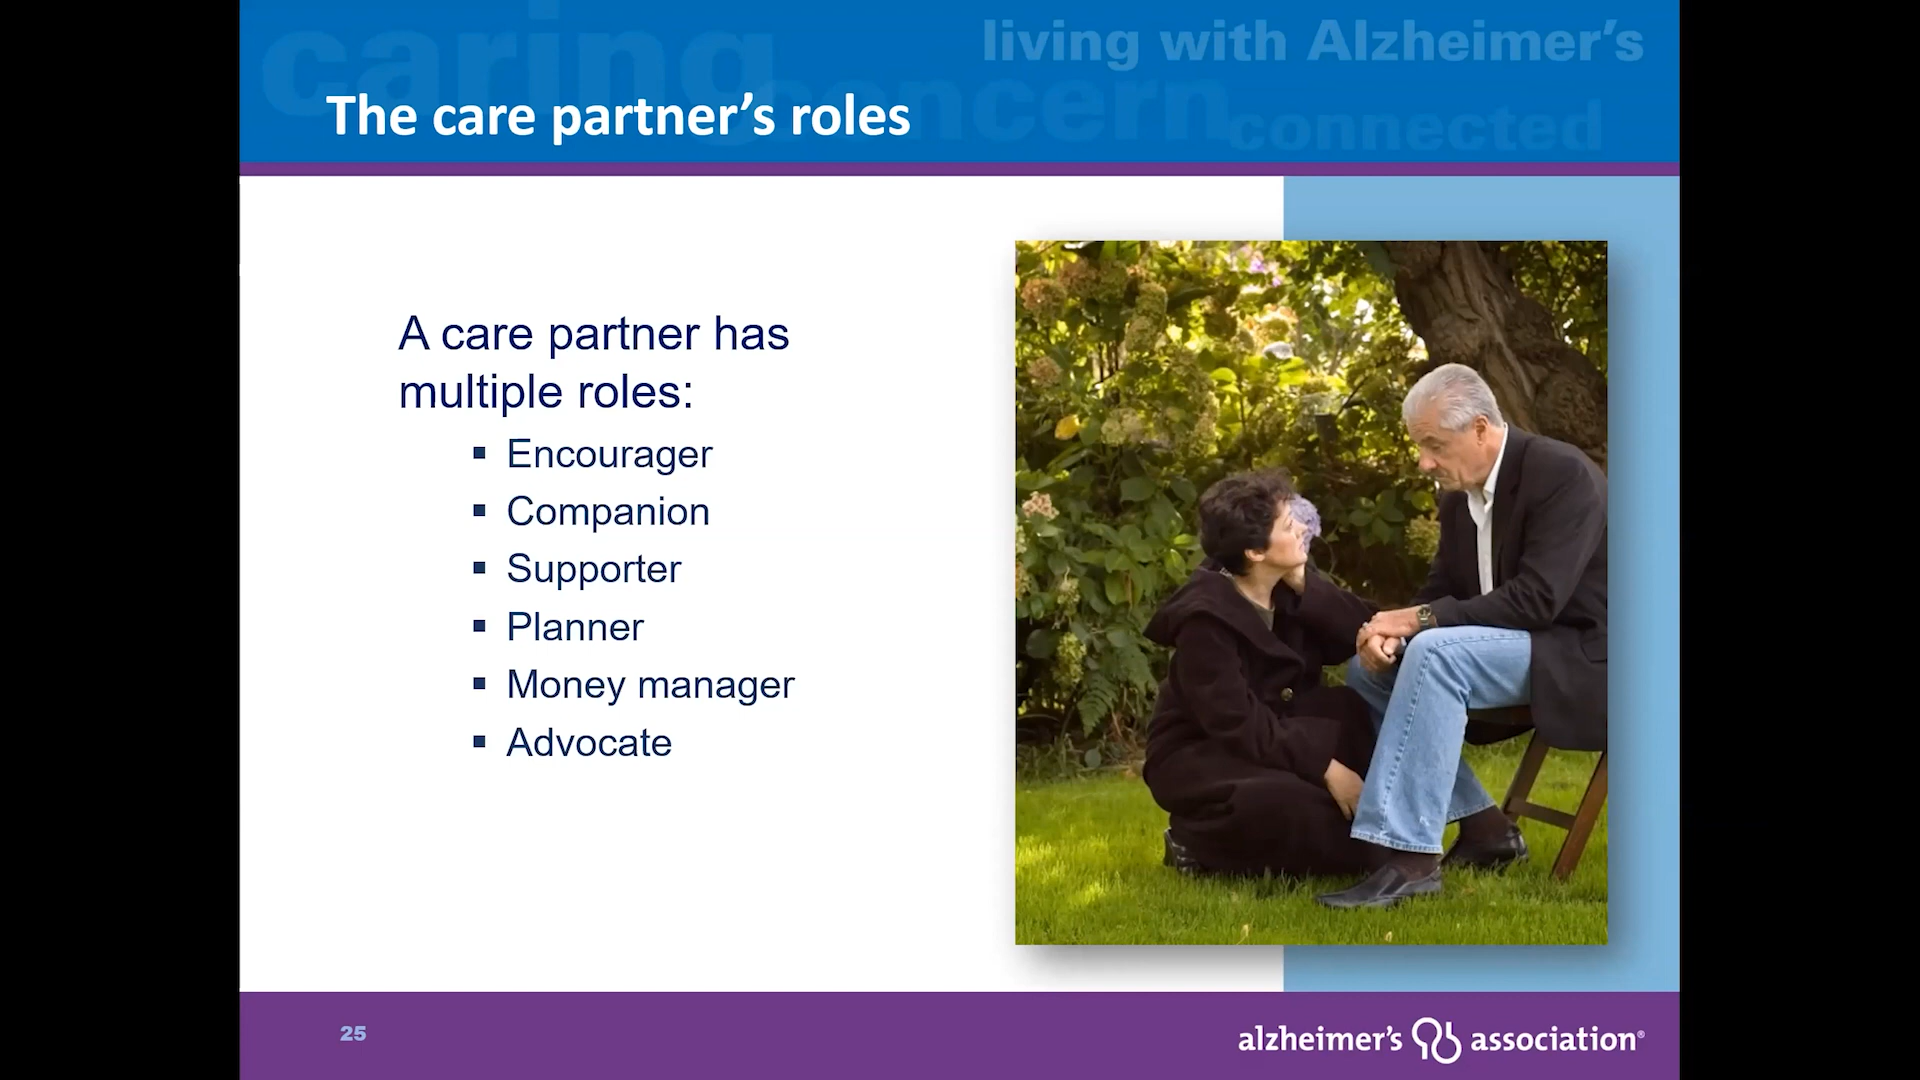 caring
living with Alzheimer's
concern
connected
The care partner's roles
A care partner has
multiple roles:
▪ Encourager
▪ Companion
▪ Supporter
▪ Planner
▪ Money manager
▪ Advocate
25
alzheimer's association®